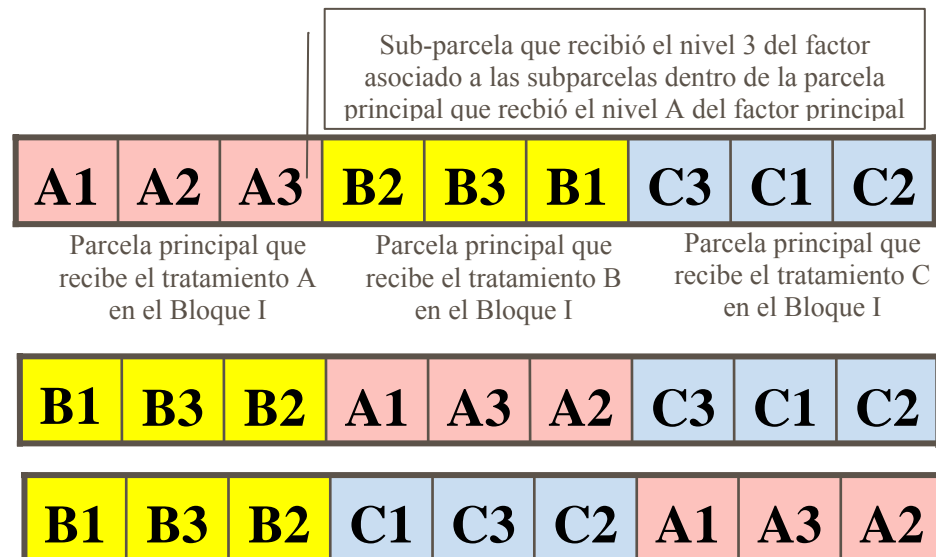 Sub-parcela que recibió el nivel 3 del factor
asociado a las subparcelas dentro de la parcela
principal que recbió el nivel A del factor principal
A1 A2 A3 B2 B3 B1 C3 C1 C2
Parcela principal que
recibe el tratamiento A
en el Bloque I
Parcela principal que
recibe el tratamiento B
en el Bloque I
Parcela principal que
recibe el tratamiento C
en el Bloque I
B1 B3 B2 A1 A3 A2 C3 C1 C2
B1 B3 B2 C1 C3 C2 A1 A3 A2